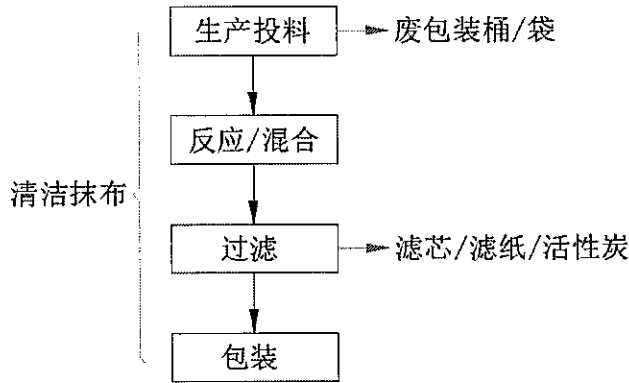 生产投料
废包装桶/袋
反应/混合
清洁抹布
过滤
滤芯/滤纸/活性炭
包装